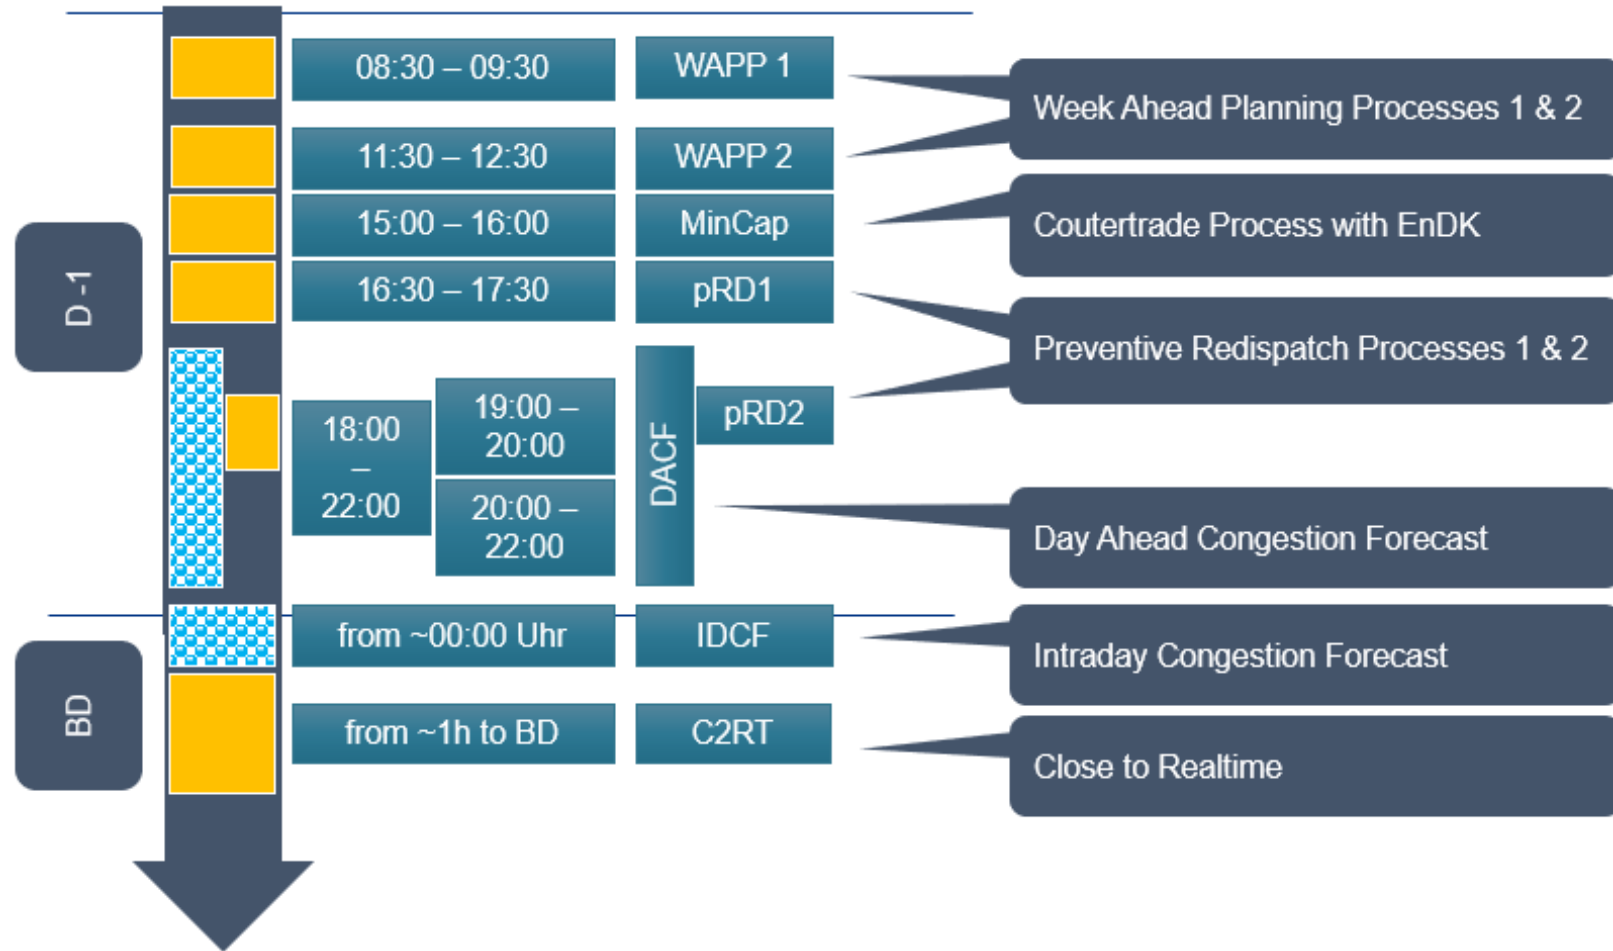 08:30 – 09:30
WAPP 1
Week Ahead Planning Processes 1 & 2
11:30 – 12:30
WAPP 2
15:00 – 16:00
MinCap
Coutertrade Process with EnDK
D -1
16:30 – 17:30
pRD1
Preventive Redispatch Processes 1 & 2
18:00
–
22:00
19:00 –
20:00
DACF
pRD2
20:00 –
22:00
Day Ahead Congestion Forecast
BD
from ~00:00 Uhr
IDCF
Intraday Congestion Forecast
from ~1h to BD
C2RT
Close to Realtime